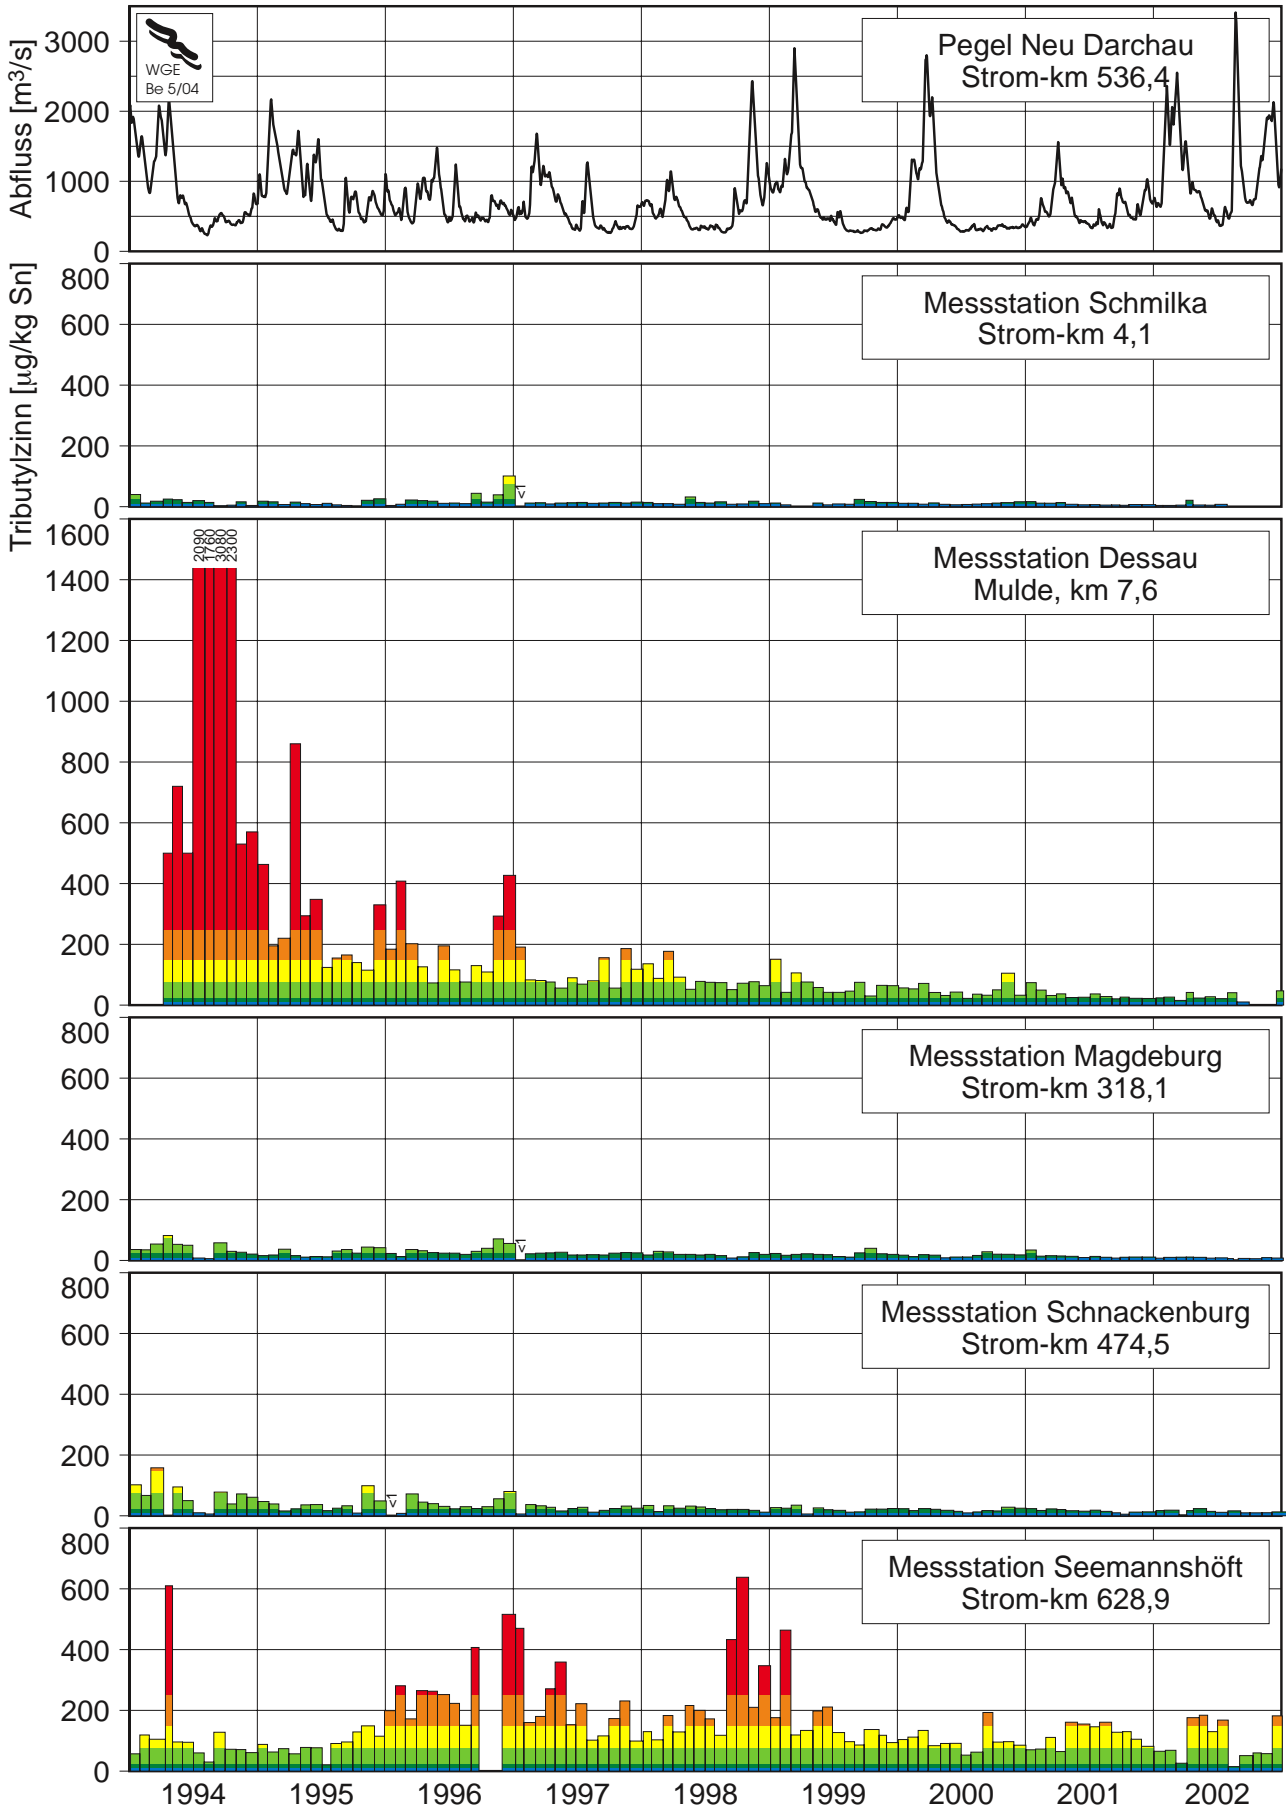 Abfluss [m³/s]
3000
2000
1000
0
WGE
Be 5/04
Pegel Neu Darchau
Strom-km 536,4
Tributylzinn [µg/kg Sn]
800
600
400
200
0
<1
Messstation Schmilka
Strom-km 4,1
1600
1400
1200
1000
800
600
400
200
0
2090
1760
3080
2300
Messstation Dessau
Mulde, km 7,6
800
600
400
200
0
<1
Messstation Magdeburg
Strom-km 318,1
800
600
400
200
0
<1
Messstation Schnackenburg
Strom-km 474,5
800
600
400
200
0
Messstation Seemannshöft
Strom-km 628,9
1994 1995 1996 1997 1998 1999 2000 2001 2002